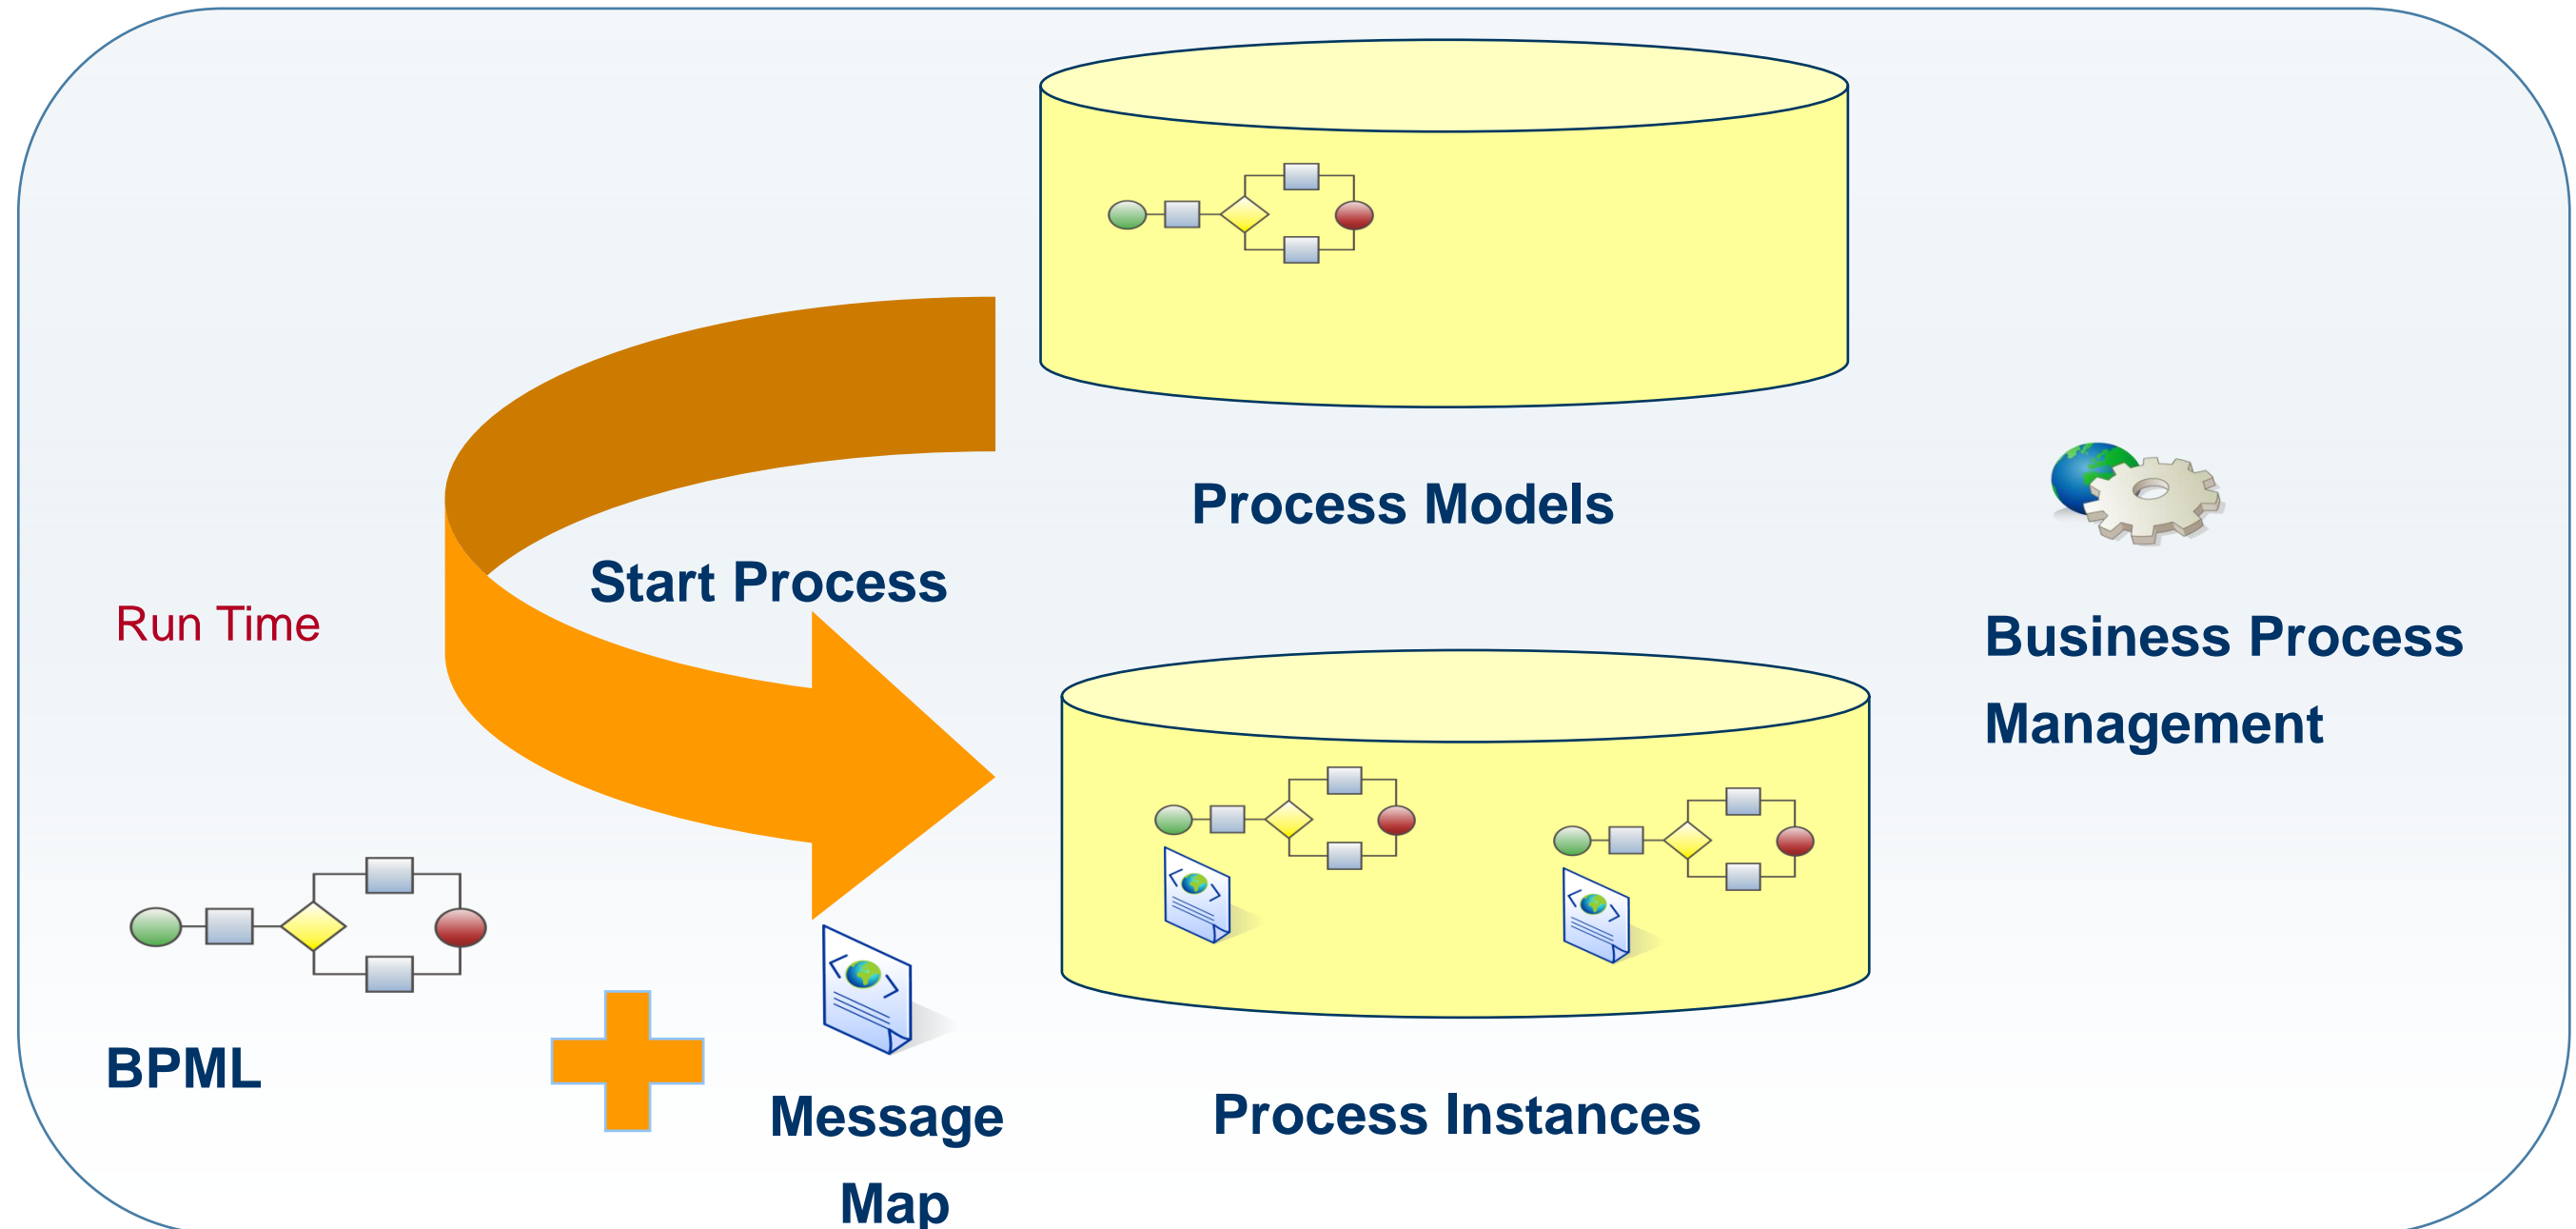 Process Models
Start Process
Run Time
Business Process
Management
BPML
Message
Map
Process Instances